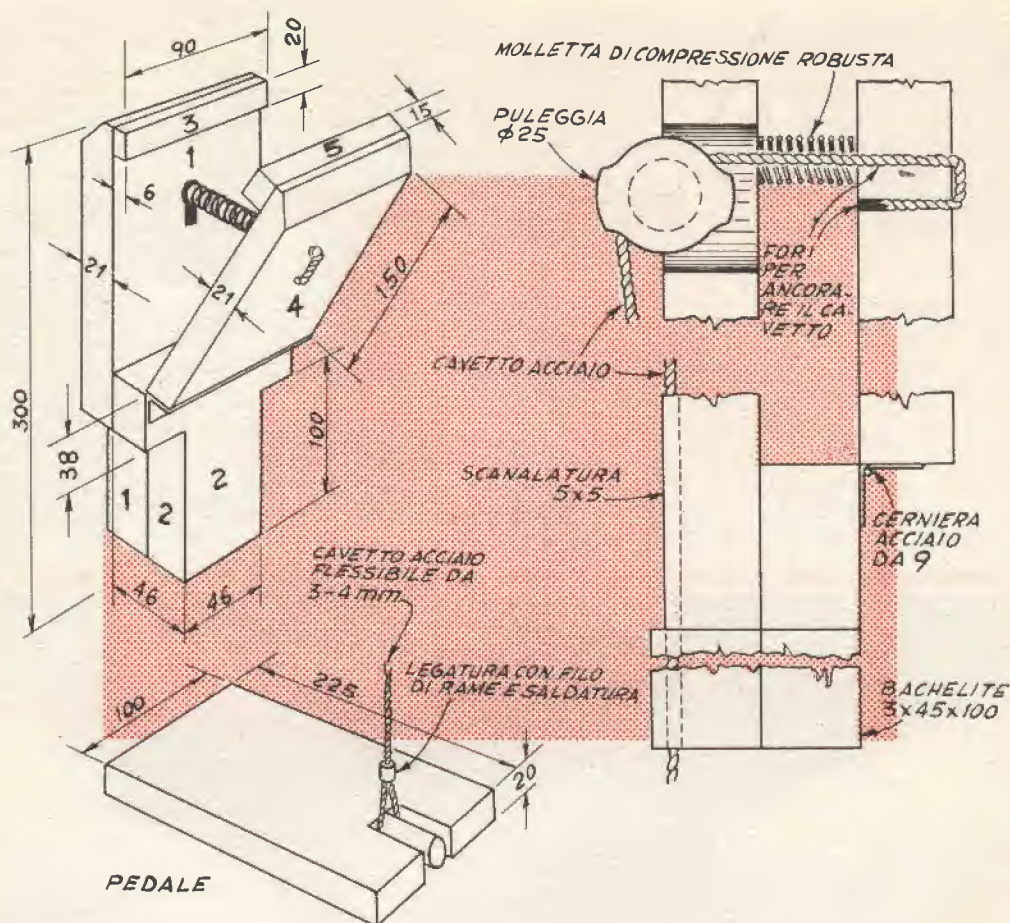 90
20
3
1
5
15
6
21
21
4
150
300
38
1
2
2
100
46
46
MOLLETTA DI COMPRESSIONE ROBUSTA
PULEGGIA
φ25
FORI
PER
ANCORA-
RE IL CA-
VETTO
CAVETTO ACCIAIO
SCANALATURA
5x5
CERNIERA
ACCIAIO
DA 9
BACHELITE
3x45x100
CAVETTO ACCIAIO
FLESSIBILE DA
3-4mm
LEGATURA CON FILO
DI RAME E SALDATURA
100
225
20
PEDALE